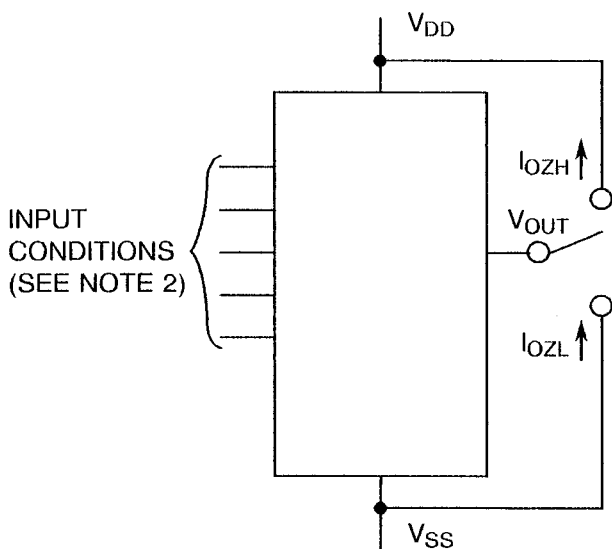 VDD
IOZH
INPUT
CONDITIONS
(SEE NOTE 2)
VOUT
IOZL
VSS